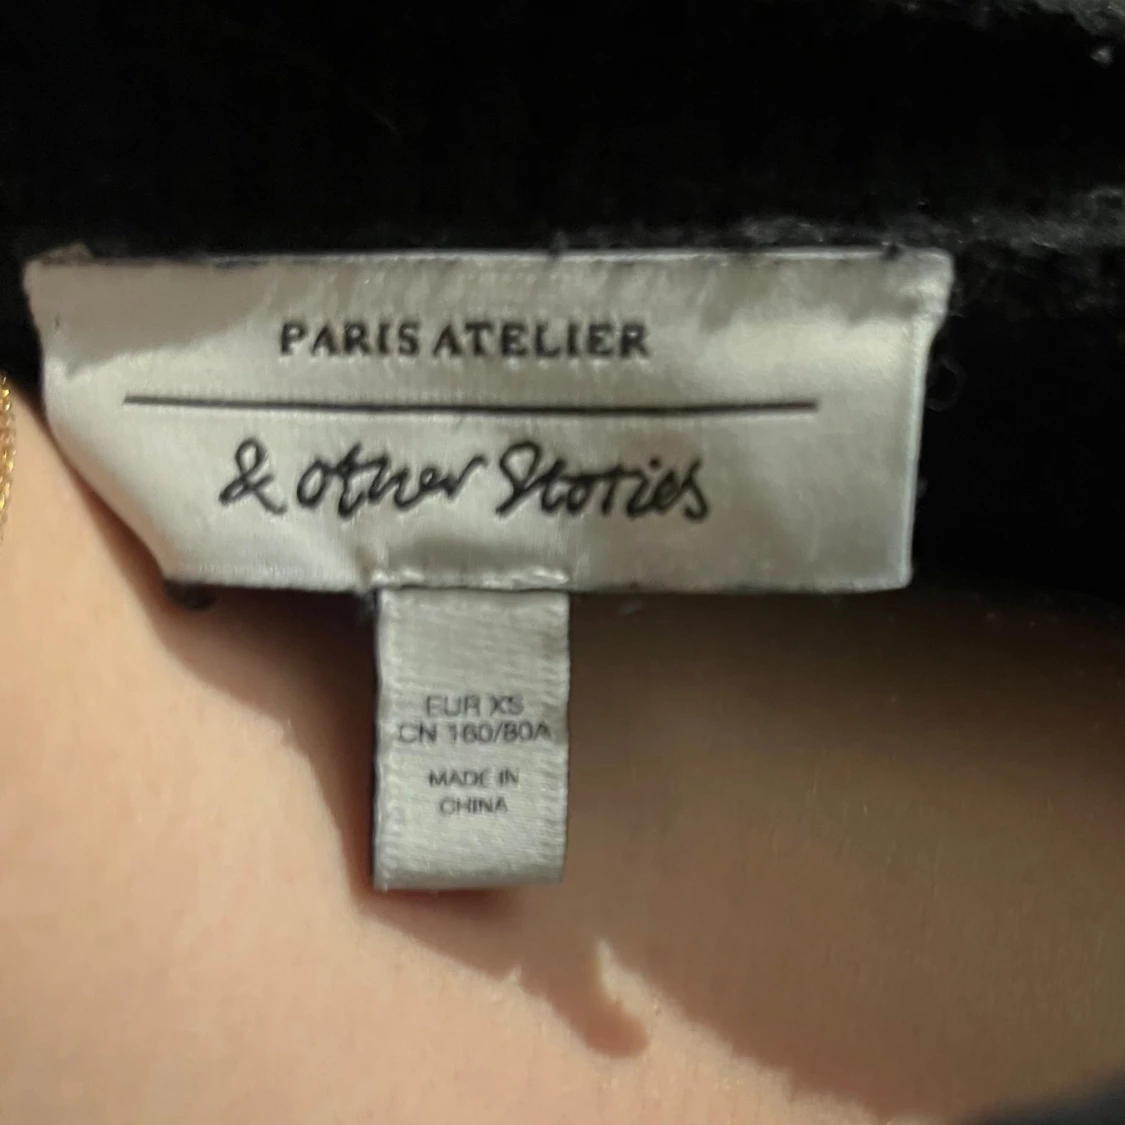 PARIS ATELIER
& other Stories
EUR XS
CN 160/80A
MADE IN
CHINA